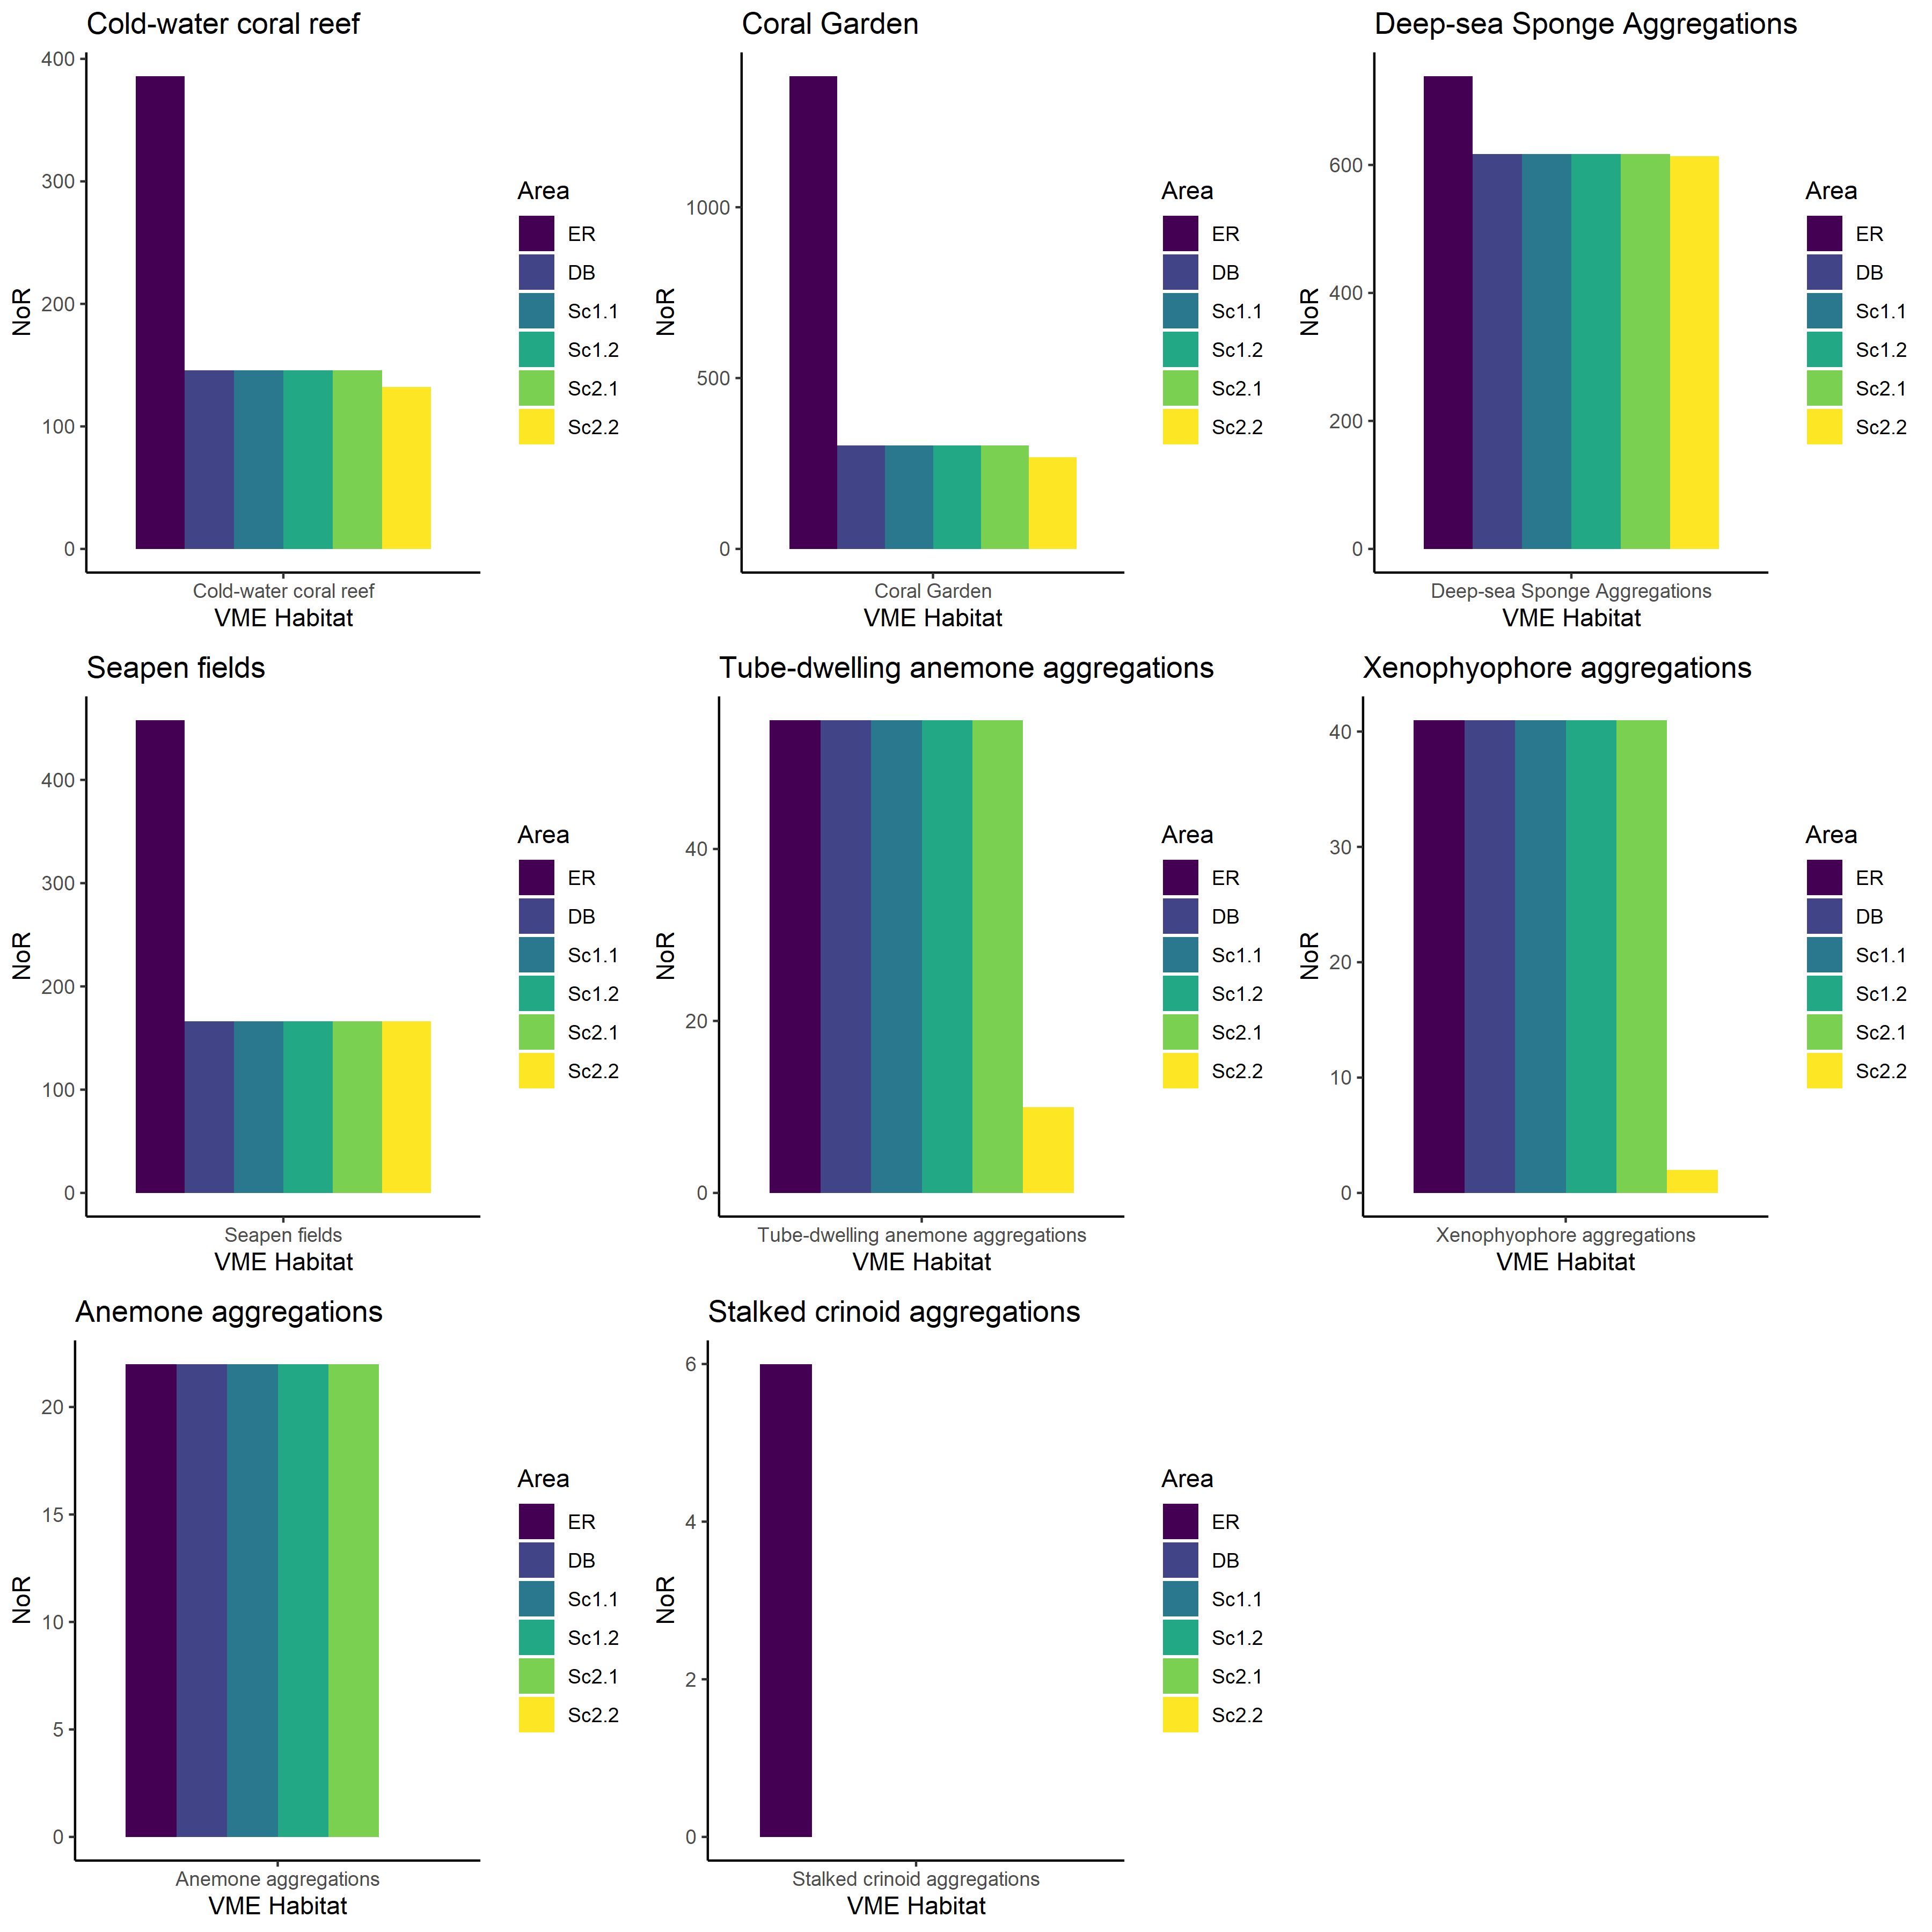 Cold-water coral reef
400
300
200
100
0
NoR
Cold-water coral reef
VME Habitat
Area
ER
DB
Sc1.1
Sc1.2
Sc2.1
Sc2.2
Coral Garden
1000
500
0
NoR
Coral Garden
VME Habitat
Area
ER
DB
Sc1.1
Sc1.2
Sc2.1
Sc2.2
Deep-sea Sponge Aggregations
600
400
200
0
NoR
Deep-sea Sponge Aggregations
VME Habitat
Area
ER
DB
Sc1.1
Sc1.2
Sc2.1
Sc2.2
Seapen fields
400
300
200
100
0
NoR
Seapen fields
VME Habitat
Area
ER
DB
Sc1.1
Sc1.2
Sc2.1
Sc2.2
Tube-dwelling anemone aggregations
40
20
0
NoR
Tube-dwelling anemone aggregations
VME Habitat
Area
ER
DB
Sc1.1
Sc1.2
Sc2.1
Sc2.2
Xenophyophore aggregations
40
30
20
10
0
NoR
Xenophyophore aggregations
VME Habitat
Area
ER
DB
Sc1.1
Sc1.2
Sc2.1
Sc2.2
Anemone aggregations
20
15
10
5
0
NoR
Anemone aggregations
VME Habitat
Area
ER
DB
Sc1.1
Sc1.2
Sc2.1
Sc2.2
Stalked crinoid aggregations
6
4
2
0
NoR
Stalked crinoid aggregations
VME Habitat
Area
ER
DB
Sc1.1
Sc1.2
Sc2.1
Sc2.2